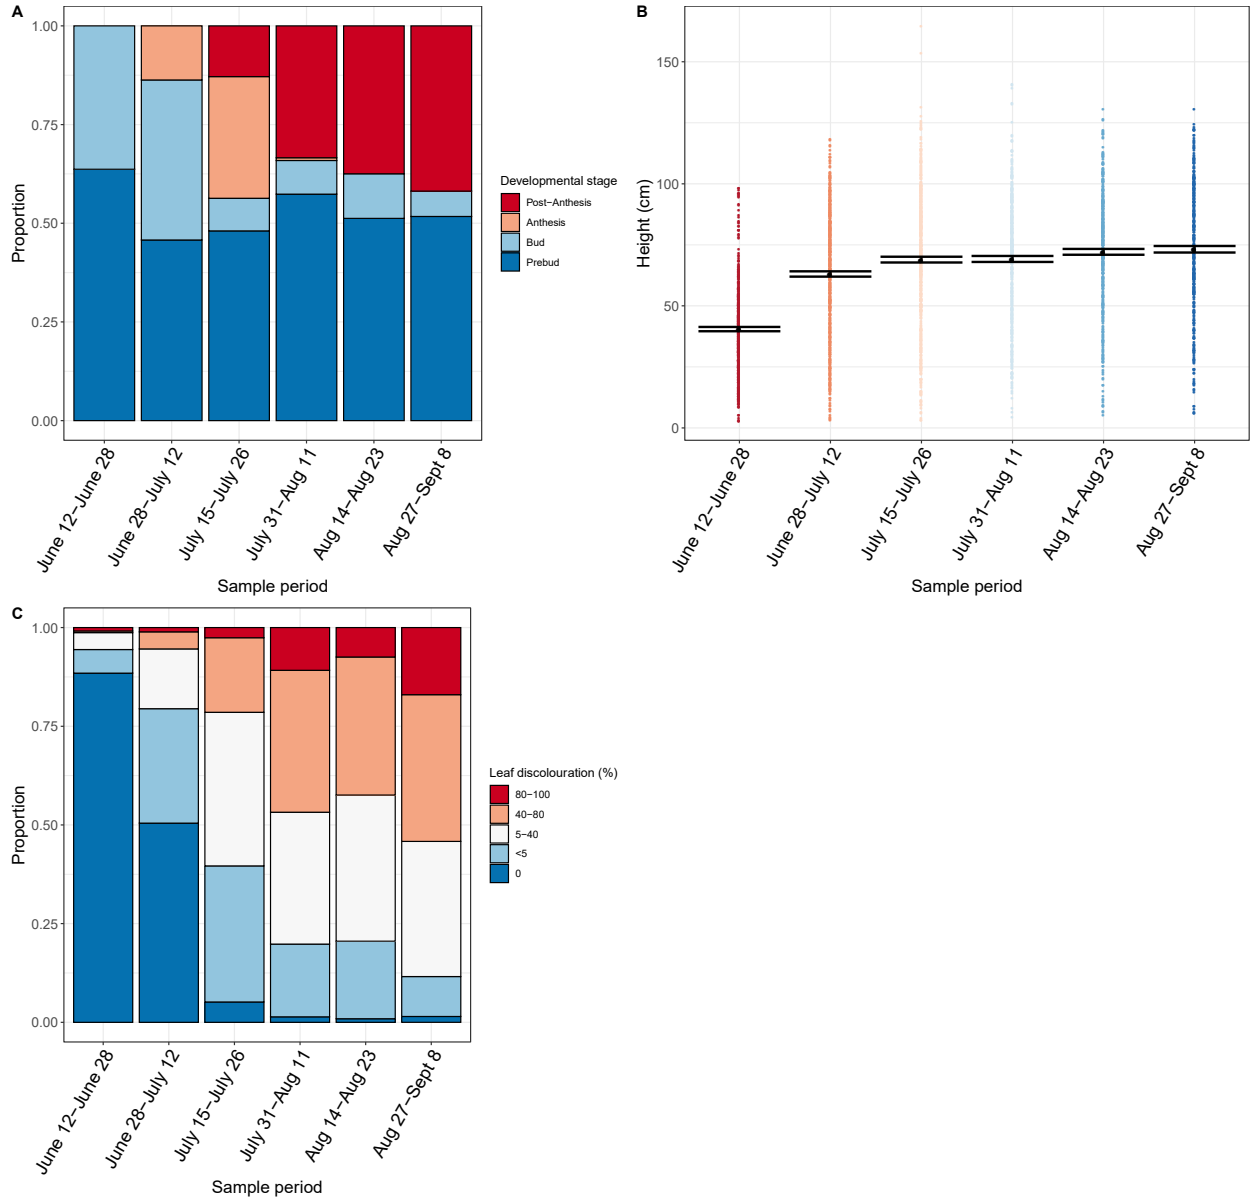 A
1.00
0.75
0.50
0.25
0.00
Proportion
June 12−June 28
June 28−July 12
July 15−July 26
July 31−Aug 11
Aug 14−Aug 23
Aug 27−Sept 8
Sample period
Developmental stage
Post−Anthesis
Anthesis
Bud
Prebud
B
150
100
50
0
Height (cm)
June 12−June 28
June 28−July 12
July 15−July 26
July 31−Aug 11
Aug 14−Aug 23
Aug 27−Sept 8
Sample period
C
1.00
0.75
0.50
0.25
0.00
Proportion
June 12−June 28
June 28−July 12
July 15−July 26
July 31−Aug 11
Aug 14−Aug 23
Aug 27−Sept 8
Sample period
Leaf discolouration (%)
80−100
40−80
5−40
<5
0